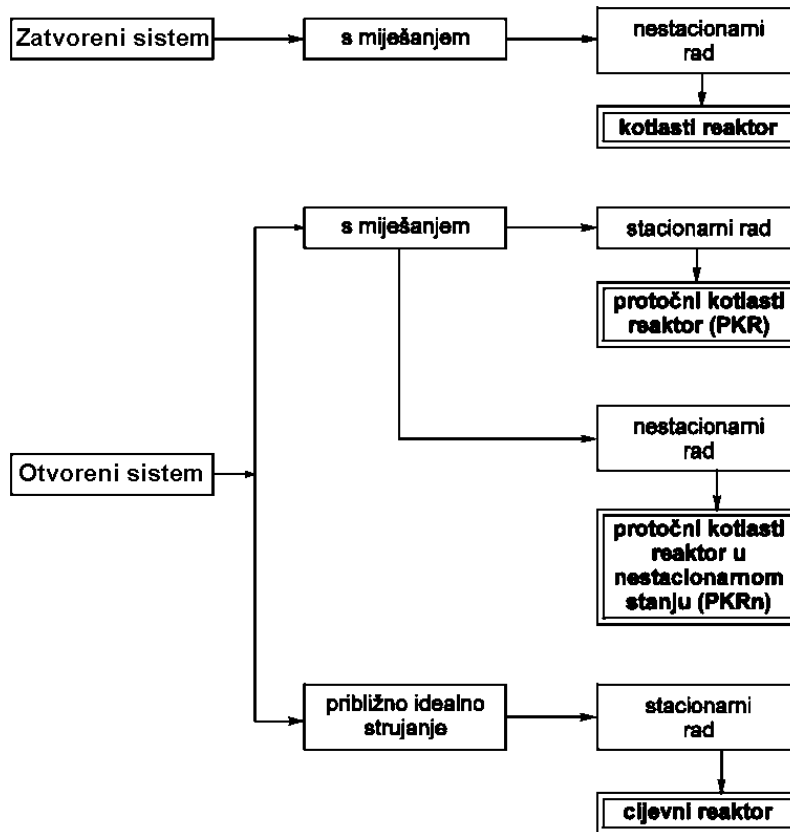 Zatvoreni sistem
s miješanjem
nestacionarni
rad
kotlasti reaktor
s miješanjem
stacionarni rad
protočni kotlasti
reaktor (PKR)
nestacionarni
rad
Otvoreni sistem
protočni kotlasti
reaktor u
nestacionarnom
stanju (PKRn)
približno idealno
strujanje
stacionarni
rad
cijevni reaktor